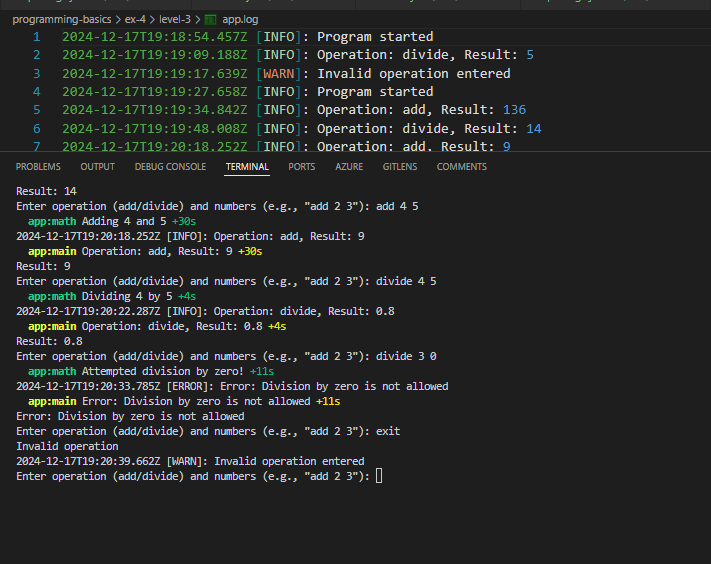 programming-basics > ex-4 > level-3 > app.log
1 2024-12-17T19:18:54.457Z [INFO]: Program started
2 2024-12-17T19:19:09.188Z [INFO]: Operation: divide, Result: 5
3 2024-12-17T19:19:17.639Z [WARN]: Invalid operation entered
4 2024-12-17T19:19:27.658Z [INFO]: Program started
5 2024-12-17T19:19:34.842Z [INFO]: Operation: add, Result: 136
6 2024-12-17T19:19:48.008Z [INFO]: Operation: divide, Result: 14
7 2024-12-17T19:20:18.252Z [INFO]: Operation: add, Result: 9
PROBLEMS OUTPUT DEBUG CONSOLE TERMINAL PORTS AZURE GITLENS COMMENTS
Result: 14
Enter operation (add/divide) and numbers (e.g., "add 2 3"): add 4 5
app:math Adding 4 and 5 +30s
2024-12-17T19:20:18.252Z [INFO]: Operation: add, Result: 9
app:main Operation: add, Result: 9 +30s
Result: 9
Enter operation (add/divide) and numbers (e.g., "add 2 3"): divide 4 5
app:math Dividing 4 by 5 +4s
2024-12-17T19:20:22.287Z [INFO]: Operation: divide, Result: 0.8
app:main Operation: divide, Result: 0.8 +4s
Result: 0.8
Enter operation (add/divide) and numbers (e.g., "add 2 3"): divide 3 0
app:math Attempted division by zero! +11s
2024-12-17T19:20:33.785Z [ERROR]: Error: Division by zero is not allowed
app:main Error: Division by zero is not allowed +11s
Error: Division by zero is not allowed
Enter operation (add/divide) and numbers (e.g., "add 2 3"): exit
Invalid operation
2024-12-17T19:20:39.662Z [WARN]: Invalid operation entered
Enter operation (add/divide) and numbers (e.g., "add 2 3"):